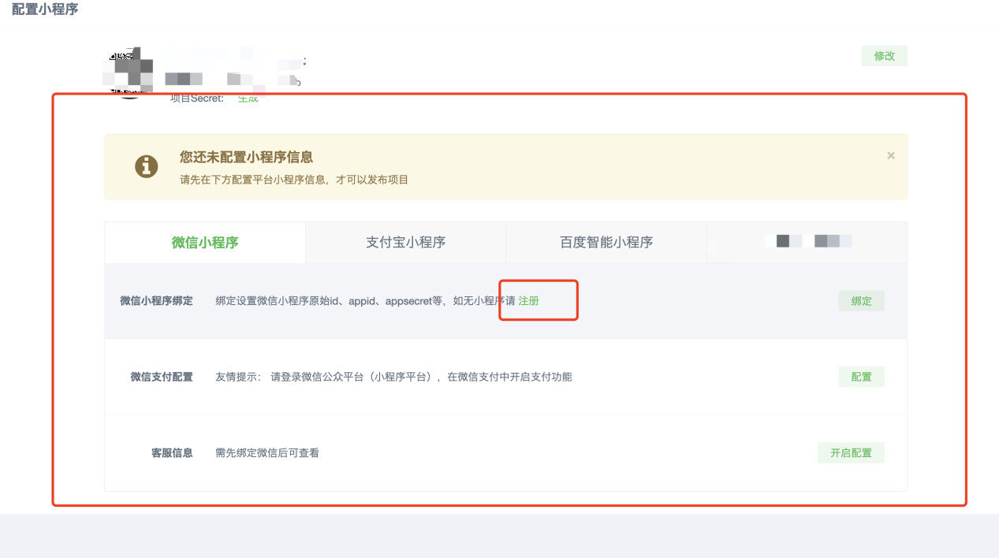 配置小程序
修改
项目Secret: 生成
您还未配置小程序信息
×
请先在下方配置平台小程序信息，才可以发布项目
微信小程序 支付宝小程序 百度智能小程序
微信小程序绑定 绑定设置微信小程序原始id、appid、appsecret等，如无小程序请 注册 绑定
微信支付配置 友情提示： 请登录微信公众平台（小程序平台），在微信支付中开启支付功能 配置
客服信息 需先绑定微信后可查看 开启配置